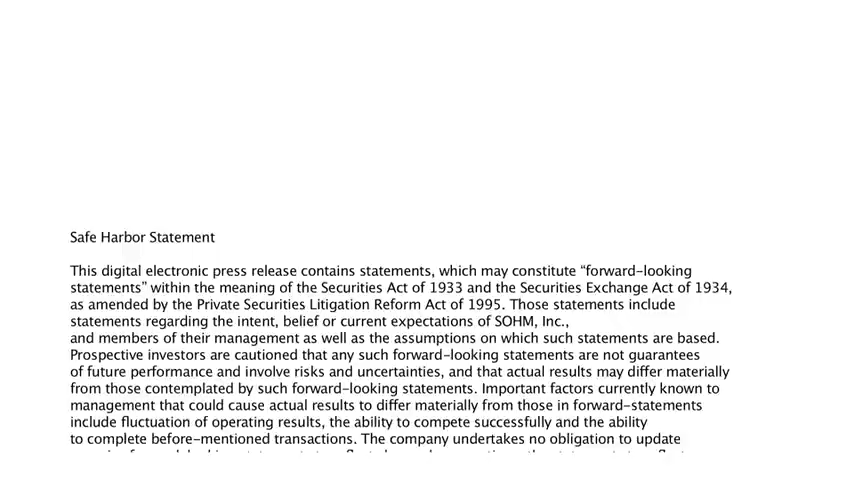 Safe Harbor Statement
This digital electronic press release contains statements, which may constitute “forward-looking
statements” within the meaning of the Securities Act of 1933 and the Securities Exchange Act of 1934,
as amended by the Private Securities Litigation Reform Act of 1995. Those statements include
statements regarding the intent, belief or current expectations of SOHM, Inc.,
and members of their management as well as the assumptions on which such statements are based.
Prospective investors are cautioned that any such forward-looking statements are not guarantees
of future performance and involve risks and uncertainties, and that actual results may differ materially
from those contemplated by such forward-looking statements. Important factors currently known to
management that could cause actual results to differ materially from those in forward-statements
include fluctuation of operating results, the ability to compete successfully and the ability
to complete before-mentioned transactions. The company undertakes no obligation to update